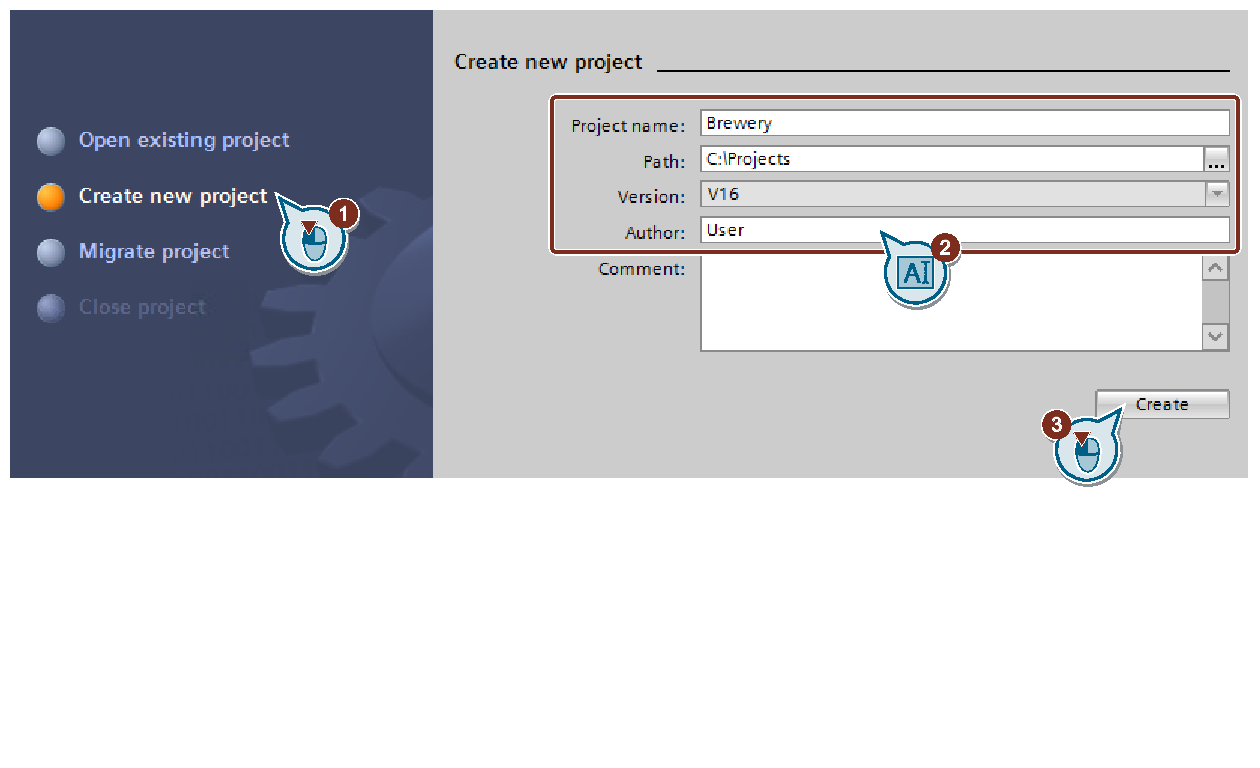 Create new project
Open existing project
Create new project
Migrate project
Close project
1
Project name: Brewery
Path: C:\Projects
...
Version: V16
Author: User
2
AI
Comment:
Create
3